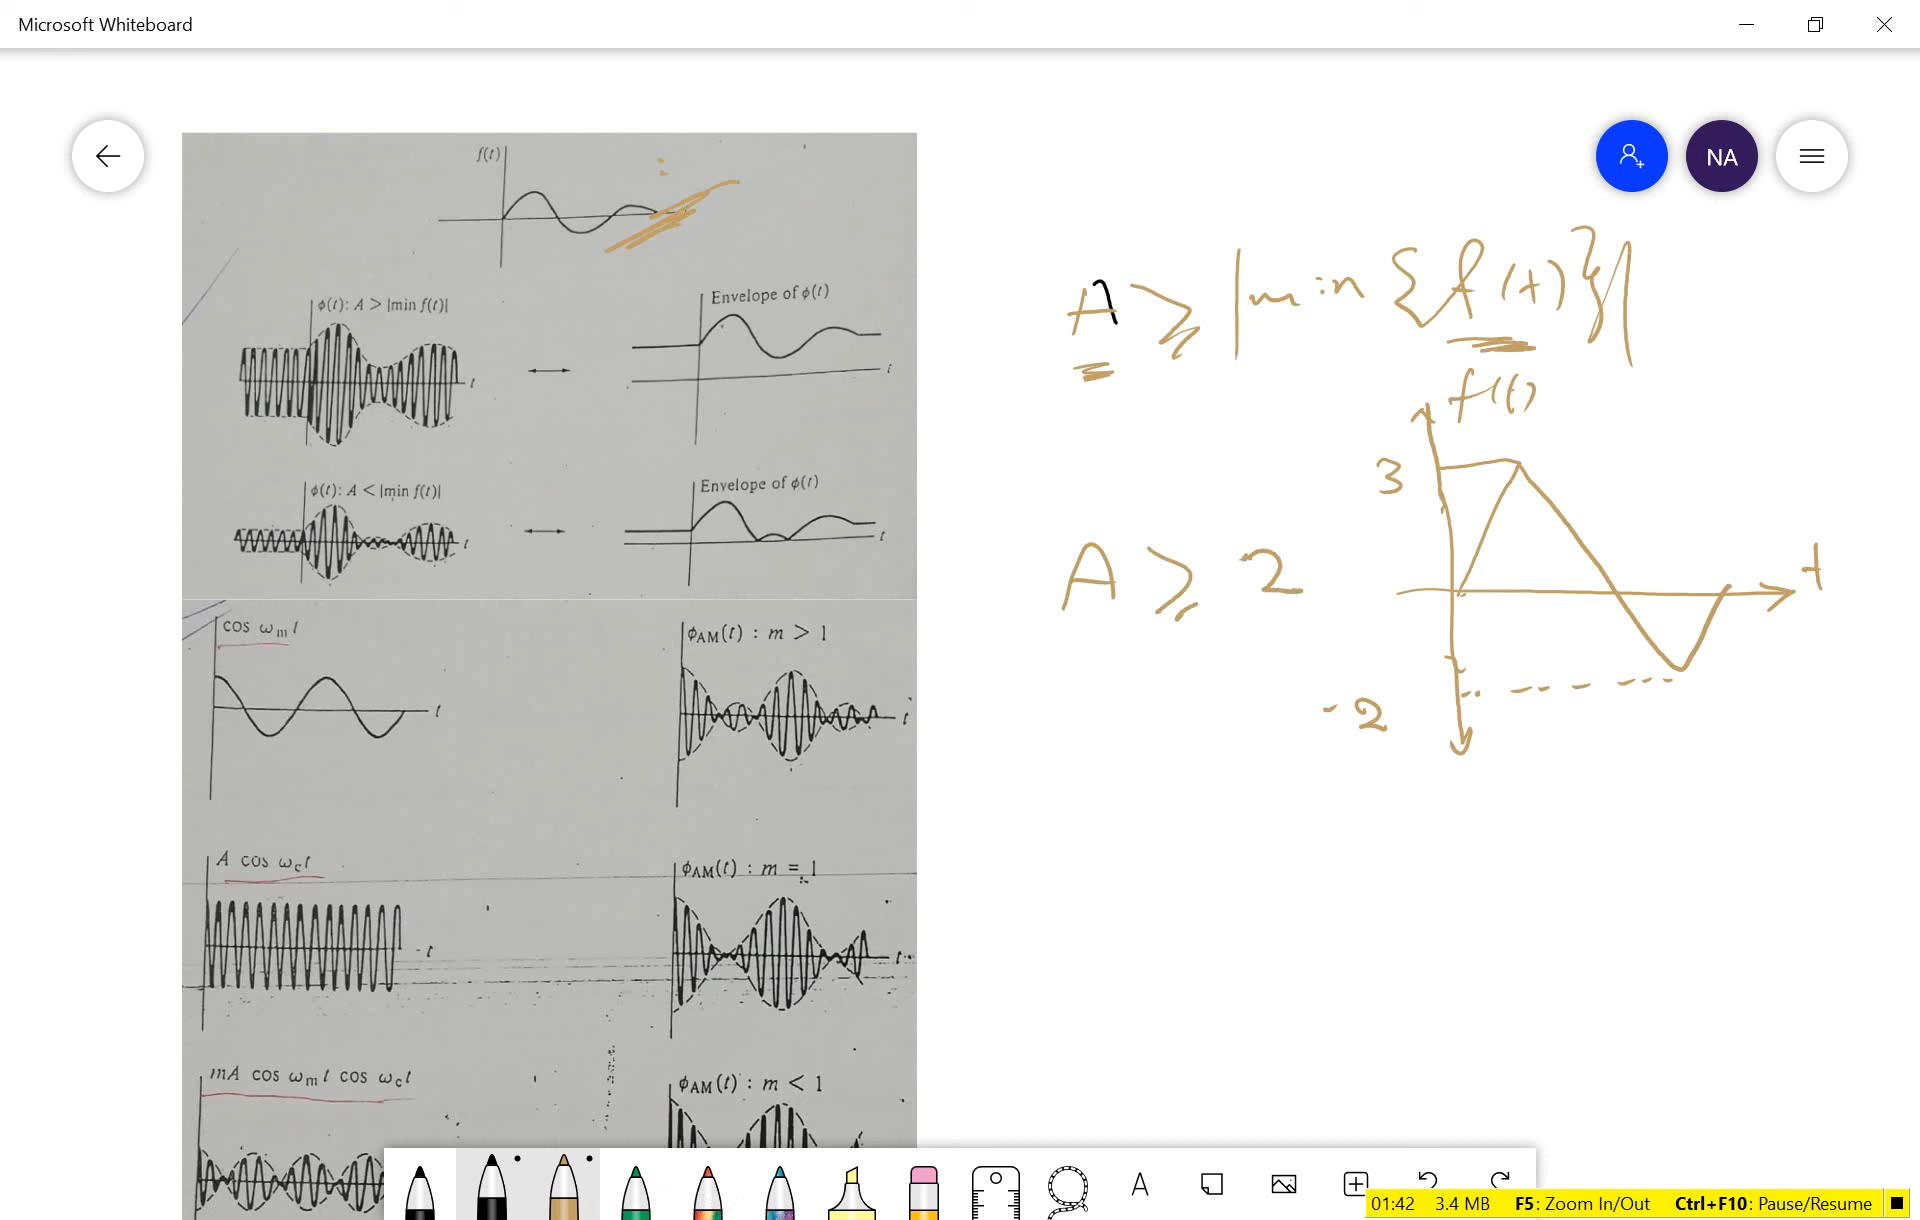 Microsoft Whiteboard
NA
f(t)
ϕ(t): A > |min f(t)|
t
Envelope of ϕ(t)
t
ϕ(t): A < |min f(t)|
t
Envelope of ϕ(t)
t
cos ωmt
t
ϕAM(t) : m > 1
t
A cos ωct
t
ϕAM(t) : m = 1
t
mA cos ωmt cos ωct
ϕAM(t) : m < 1
A ≥ |min {f(t)}|
f(t)
3
A ≥ 2
t
-2
A
01:42 3.4 MB F5: Zoom In/Out Ctrl+F10: Pause/Resume